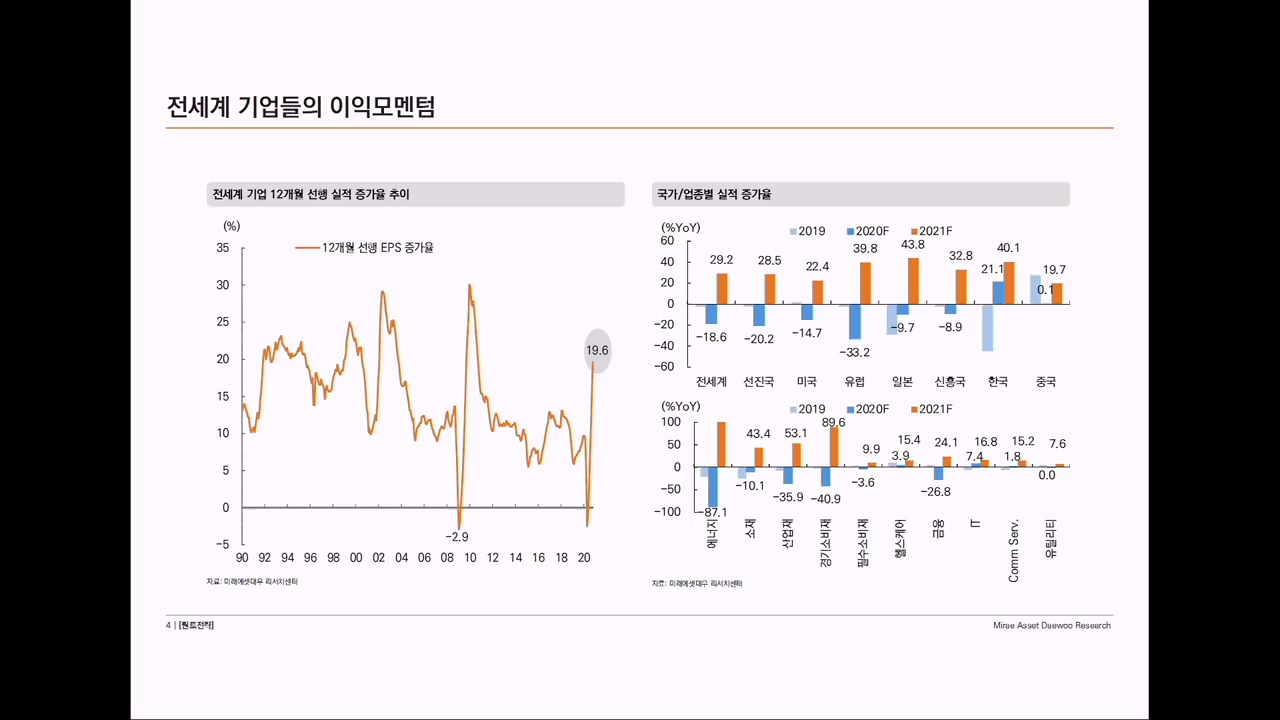 전세계 기업들의 이익모멘텀
전세계 기업 12개월 선행 실적 증가율 추이
(%)
12개월 선행 EPS 증가율
35
30
25
20
15
10
5
0
−5
19.6
−2.9
90 92 94 96 98 00 02 04 06 08 10 12 14 16 18 20
자료: 미래에셋대우 리서치센터
국가/업종별 실적 증가율
(%YoY)
2019 2020F 2021F
60
40
20
0
−20
−40
−60
29.2 28.5 22.4 39.8 43.8 32.8 40.1 19.7
21.1 0.1
−18.6 −20.2 −14.7 −33.2 −9.7 −8.9
전세계 선진국 미국 유럽 일본 신흥국 한국 중국
(%YoY)
2019 2020F 2021F
100
50
0
−50
−100
43.4 53.1 89.6 9.9 15.4 24.1 16.8 15.2 7.6
3.9 7.4 1.8 0.0
−87.1 −10.1 −35.9 −40.9 −3.6 −26.8
에너지 소재 산업재 경기소비재 필수소비재 헬스케어 금융 IT Comm Serv. 유틸리티
자료: 미래에셋대우 리서치센터
4 | [퀀트전략]
Mirae Asset Daewoo Research